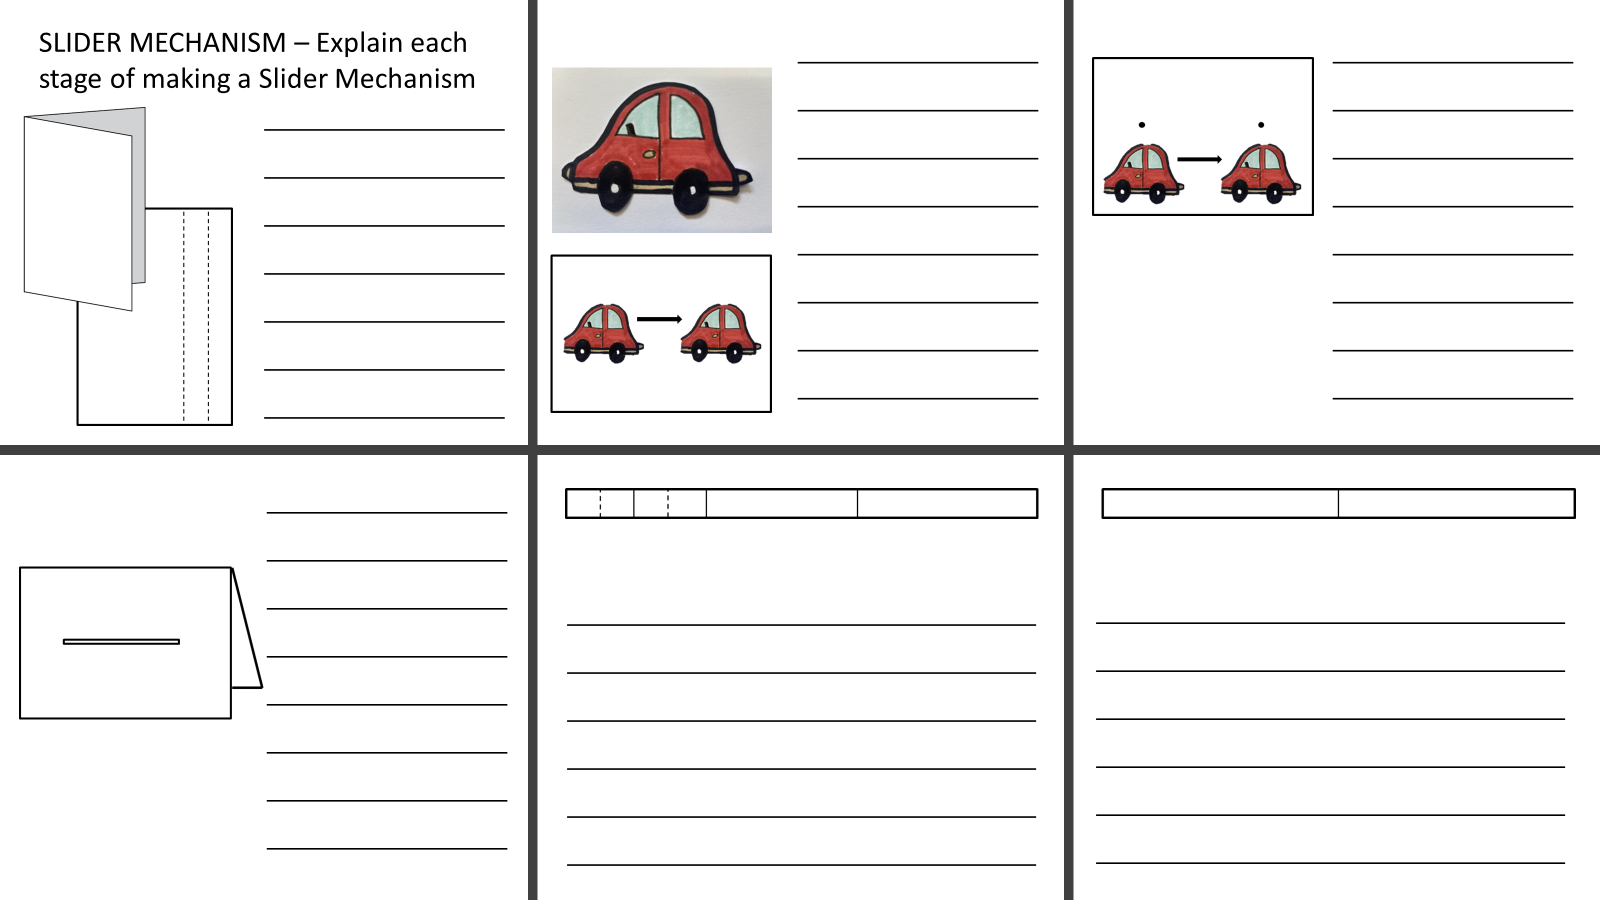 SLIDER MECHANISM – Explain each
stage of making a Slider Mechanism